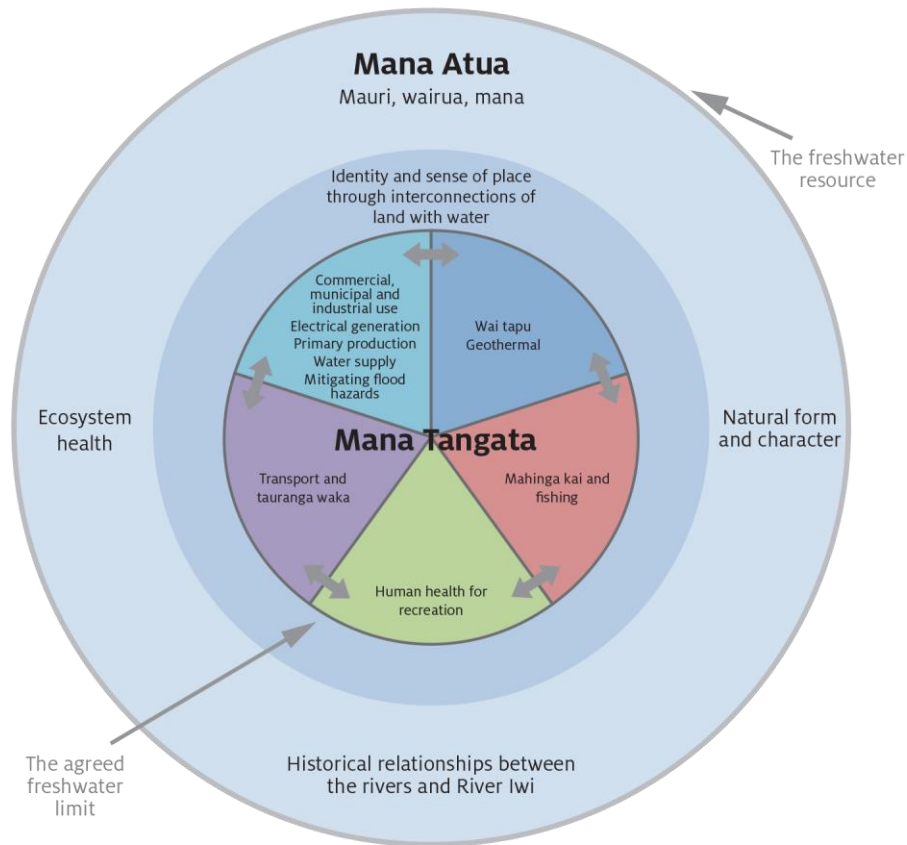 Mana Atua
Mauri, wairua, mana
The freshwater
resource
Identity and sense of place
through interconnections of
land with water
Commercial,
municipal and
industrial use
Electrical generation
Primary production
Water supply
Mitigating flood
hazards
Wai tapu
Geothermal
Ecosystem
health
Natural form
and character
Mana Tangata
Transport and
tauranga waka
Mahinga kai and
fishing
Human health for
recreation
The agreed
freshwater
limit
Historical relationships between
the rivers and River Iwi